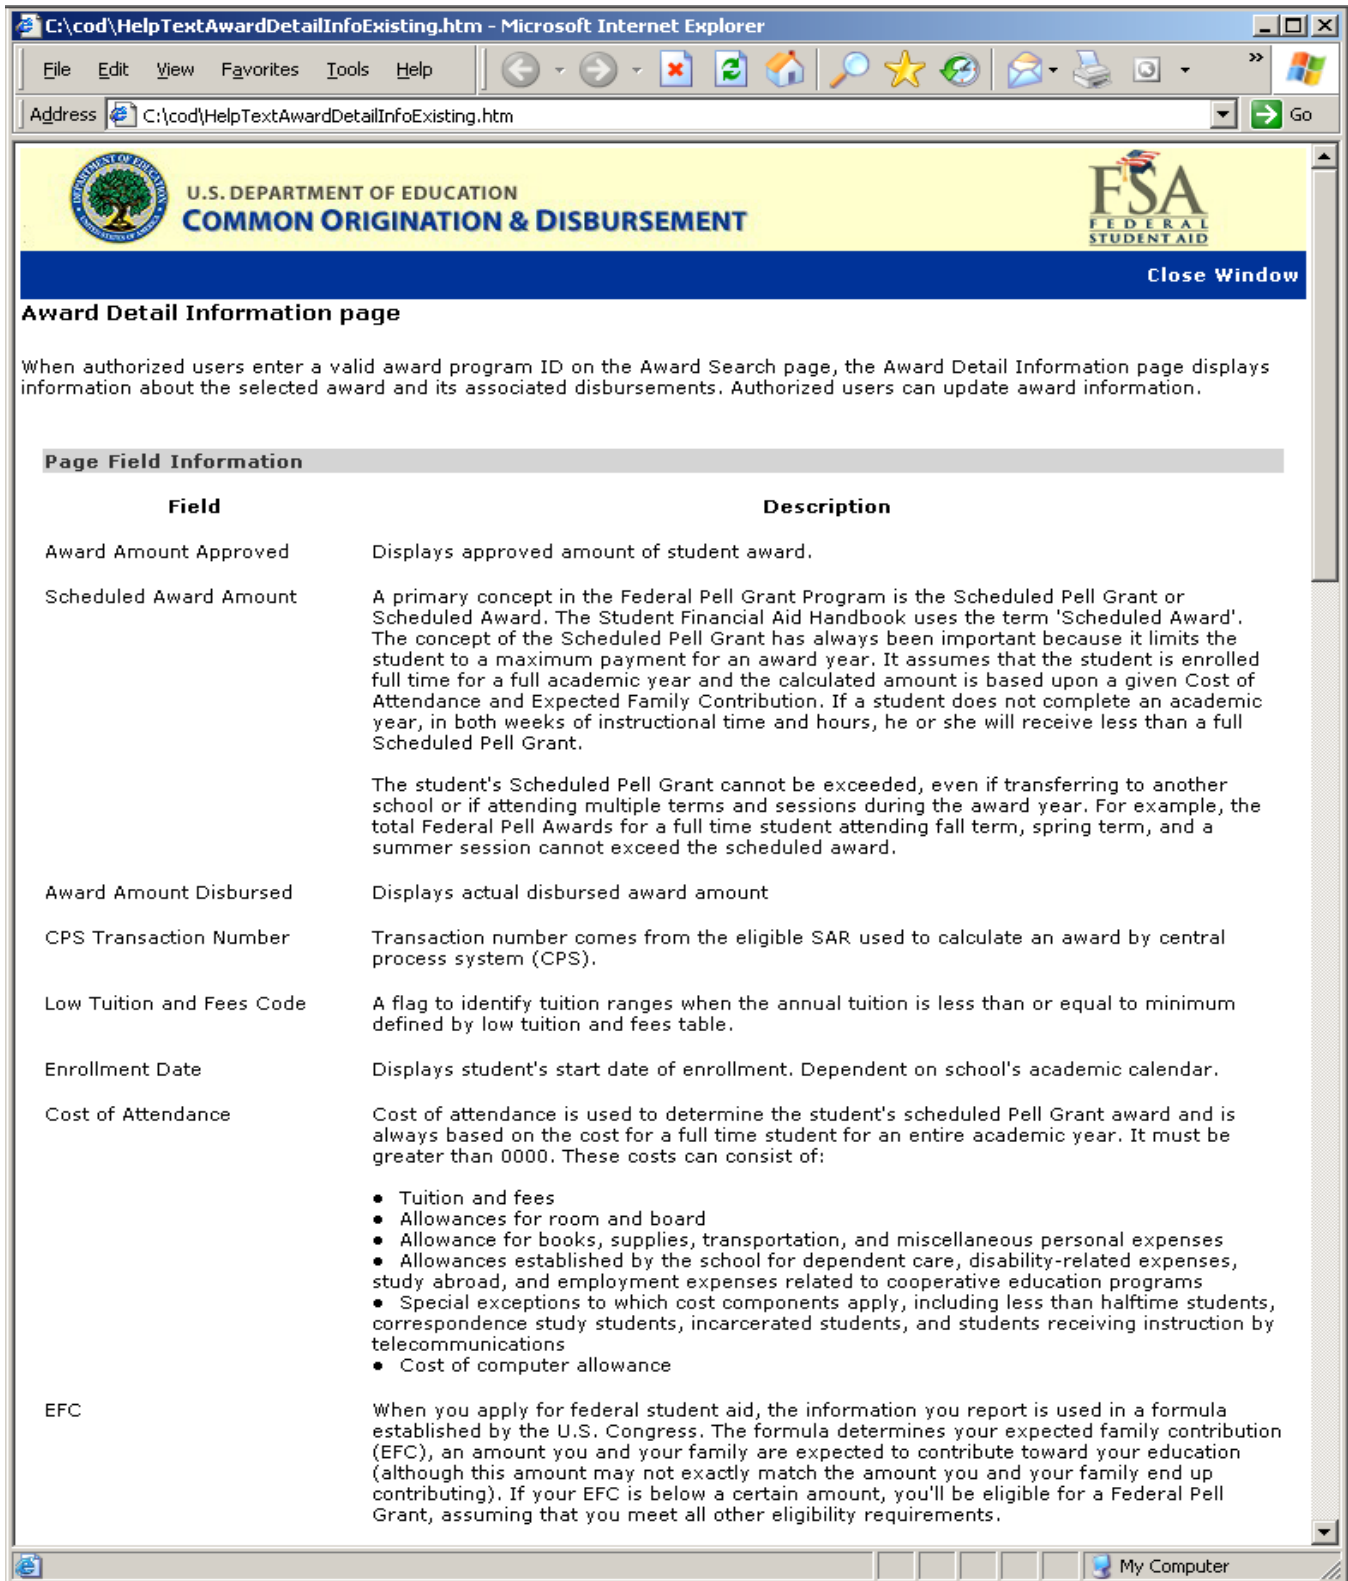 C:\cod\HelpTextAwardDetailInfoExisting.htm - Microsoft Internet Explorer
File Edit View Favorites Tools Help
Address C:\cod\HelpTextAwardDetailInfoExisting.htm Go
U.S. DEPARTMENT OF EDUCATION
COMMON ORIGINATION & DISBURSEMENT
FSA
FEDERAL
STUDENT AID
Close Window
Award Detail Information page
When authorized users enter a valid award program ID on the Award Search page, the Award Detail Information page displays
information about the selected award and its associated disbursements. Authorized users can update award information.
Page Field Information
Field Description
Award Amount Approved Displays approved amount of student award.
Scheduled Award Amount A primary concept in the Federal Pell Grant Program is the Scheduled Pell Grant or
Scheduled Award. The Student Financial Aid Handbook uses the term 'Scheduled Award'.
The concept of the Scheduled Pell Grant has always been important because it limits the
student to a maximum payment for an award year. It assumes that the student is enrolled
full time for a full academic year and the calculated amount is based upon a given Cost of
Attendance and Expected Family Contribution. If a student does not complete an academic
year, in both weeks of instructional time and hours, he or she will receive less than a full
Scheduled Pell Grant.
The student's Scheduled Pell Grant cannot be exceeded, even if transferring to another
school or if attending multiple terms and sessions during the award year. For example, the
total Federal Pell Awards for a full time student attending fall term, spring term, and a
summer session cannot exceed the scheduled award.
Award Amount Disbursed Displays actual disbursed award amount
CPS Transaction Number Transaction number comes from the eligible SAR used to calculate an award by central
process system (CPS).
Low Tuition and Fees Code A flag to identify tuition ranges when the annual tuition is less than or equal to minimum
defined by low tuition and fees table.
Enrollment Date Displays student's start date of enrollment. Dependent on school's academic calendar.
Cost of Attendance Cost of attendance is used to determine the student's scheduled Pell Grant award and is
always based on the cost for a full time student for an entire academic year. It must be
greater than 0000. These costs can consist of:
● Tuition and fees
● Allowances for room and board
● Allowance for books, supplies, transportation, and miscellaneous personal expenses
● Allowances established by the school for dependent care, disability-related expenses,
study abroad, and employment expenses related to cooperative education programs
● Special exceptions to which cost components apply, including less than halftime students,
correspondence study students, incarcerated students, and students receiving instruction by
telecommunications
● Cost of computer allowance
EFC When you apply for federal student aid, the information you report is used in a formula
established by the U.S. Congress. The formula determines your expected family contribution
(EFC), an amount you and your family are expected to contribute toward your education
(although this amount may not exactly match the amount you and your family end up
contributing). If your EFC is below a certain amount, you'll be eligible for a Federal Pell
Grant, assuming that you meet all other eligibility requirements.
My Computer